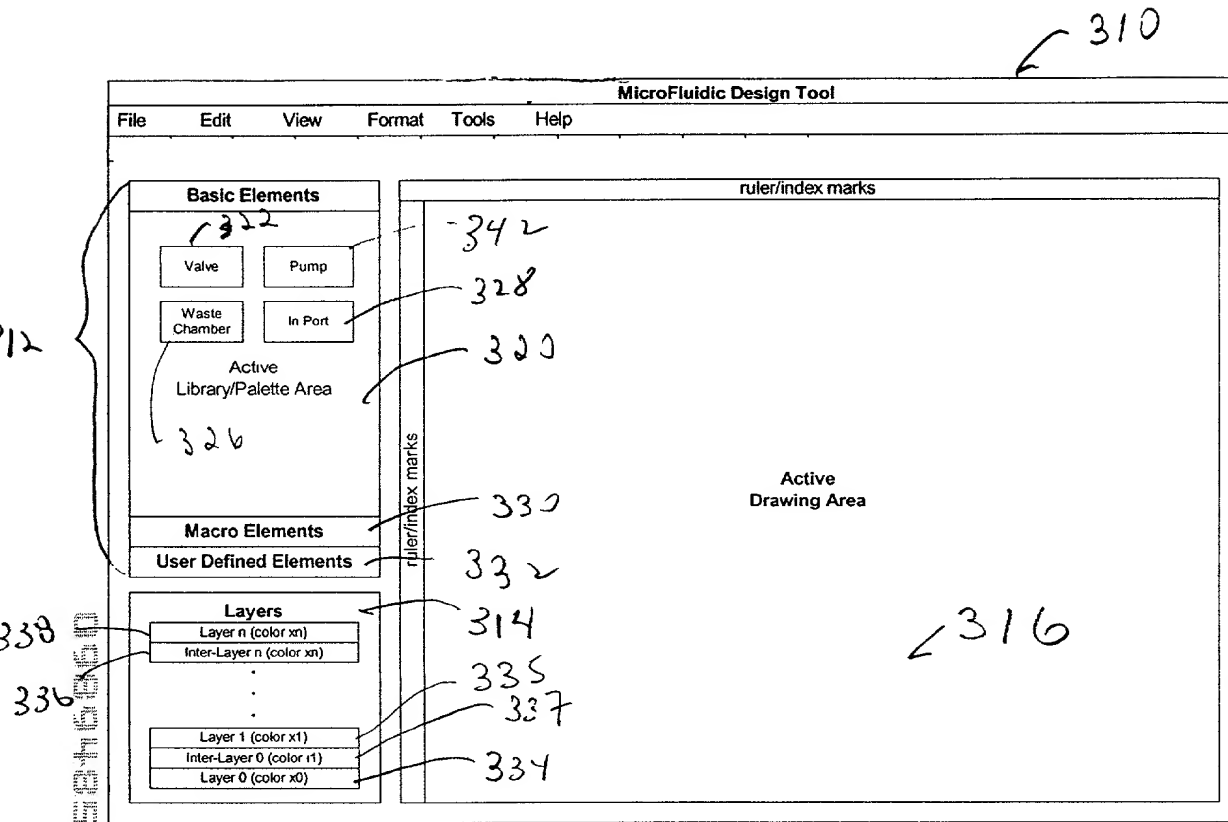 310
MicroFluidic Design Tool
File Edit View Format Tools Help
Basic Elements
ruler/index marks
322
342
Valve Pump
328
Waste Chamber
In Port
320
12
Active
Library/Palette Area
326
ruler/index marks
Active
Drawing Area
330
Macro Elements
332
User Defined Elements
314
316
Layers
338
Layer n (color xn)
336
Inter-Layer n (color xn)
335
337
Layer 1 (color x1)
Inter-Layer 0 (color i1)
334
Layer 0 (color x0)